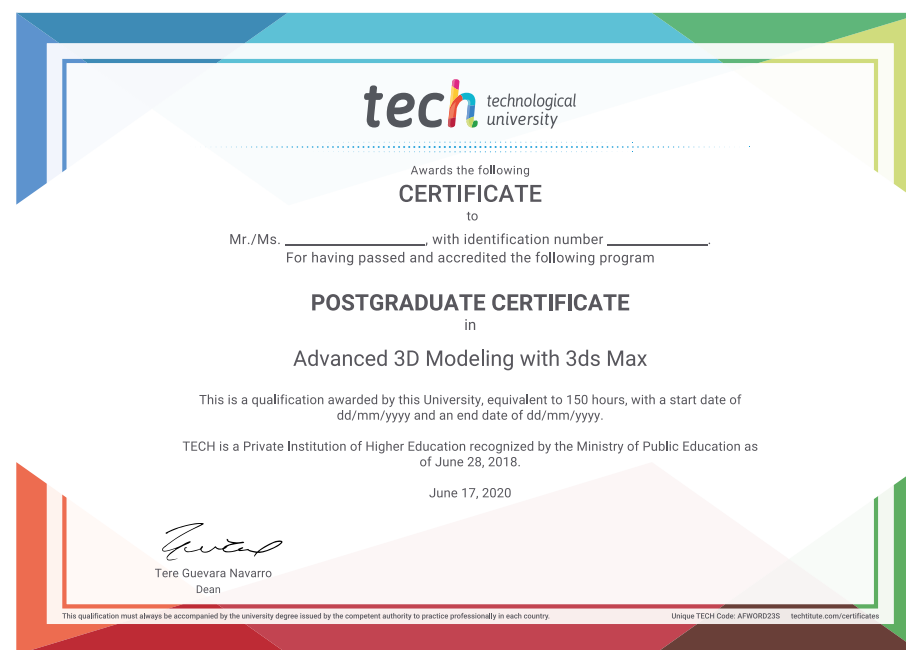 tech technological
university
Awards the following
CERTIFICATE
to
Mr./Ms. ____________, with identification number ____________.
For having passed and accredited the following program
POSTGRADUATE CERTIFICATE
in
Advanced 3D Modeling with 3ds Max
This is a qualification awarded by this University, equivalent to 150 hours, with a start date of
dd/mm/yyyy and an end date of dd/mm/yyyy.
TECH is a Private Institution of Higher Education recognized by the Ministry of Public Education as
of June 28, 2018.
June 17, 2020
Tere Guevara Navarro
Dean
This qualification must always be accompanied by the university degree issued by the competent authority to practice professionally in each country.
Unique TECH Code: AFWORD23S techtitute.com/certificates